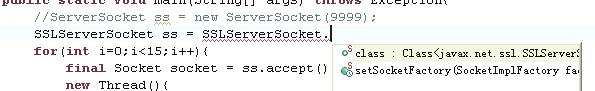 public static void main(String[] args) throws Exception{
//ServerSocket ss = new ServerSocket(9999);
SSLServerSocket ss = SSLServerSocket.
class : Class<javax.net.ssl.SSLServerS
for(int i=0;i<15;i++){
setSocketFactory(SocketImplFactory fac
final Socket socket = ss.accept()
new Thread(){